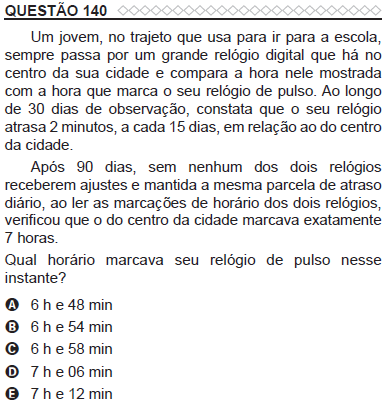 QUESTÃO 140
Um jovem, no trajeto que usa para ir para a escola,
sempre passa por um grande relógio digital que há no
centro da sua cidade e compara a hora nele mostrada
com a hora que marca o seu relógio de pulso. Ao longo
de 30 dias de observação, constata que o seu relógio
atrasa 2 minutos, a cada 15 dias, em relação ao do centro
da cidade.
Após 90 dias, sem nenhum dos dois relógios
receberem ajustes e mantida a mesma parcela de atraso
diário, ao ler as marcações de horário dos dois relógios,
verificou que o do centro da cidade marcava exatamente
7 horas.
Qual horário marcava seu relógio de pulso nesse
instante?
A 6 h e 48 min
B 6 h e 54 min
C 6 h e 58 min
D 7 h e 06 min
E 7 h e 12 min